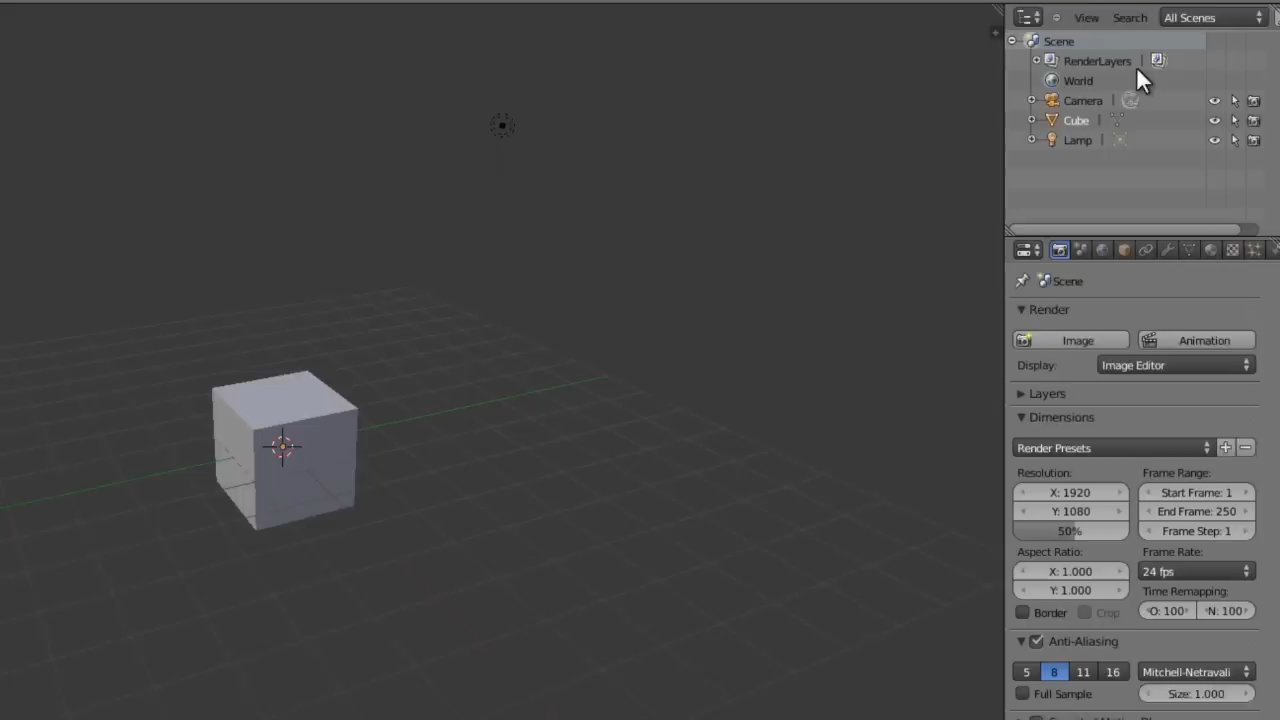 View Search All Scenes
Scene
RenderLayers
World
Camera
Cube
Lamp
Scene
Render
Image Animation
Display: Image Editor
Layers
Dimensions
Render Presets
Resolution: Frame Range:
X: 1920 Start Frame: 1
Y: 1080 End Frame: 250
50% Frame Step: 1
Aspect Ratio: Frame Rate:
X: 1.000 24 fps
Y: 1.000 Time Remapping:
Border Crop O: 100 N: 100
Anti-Aliasing
5 8 11 16 Mitchell-Netravali
Full Sample Size: 1.000